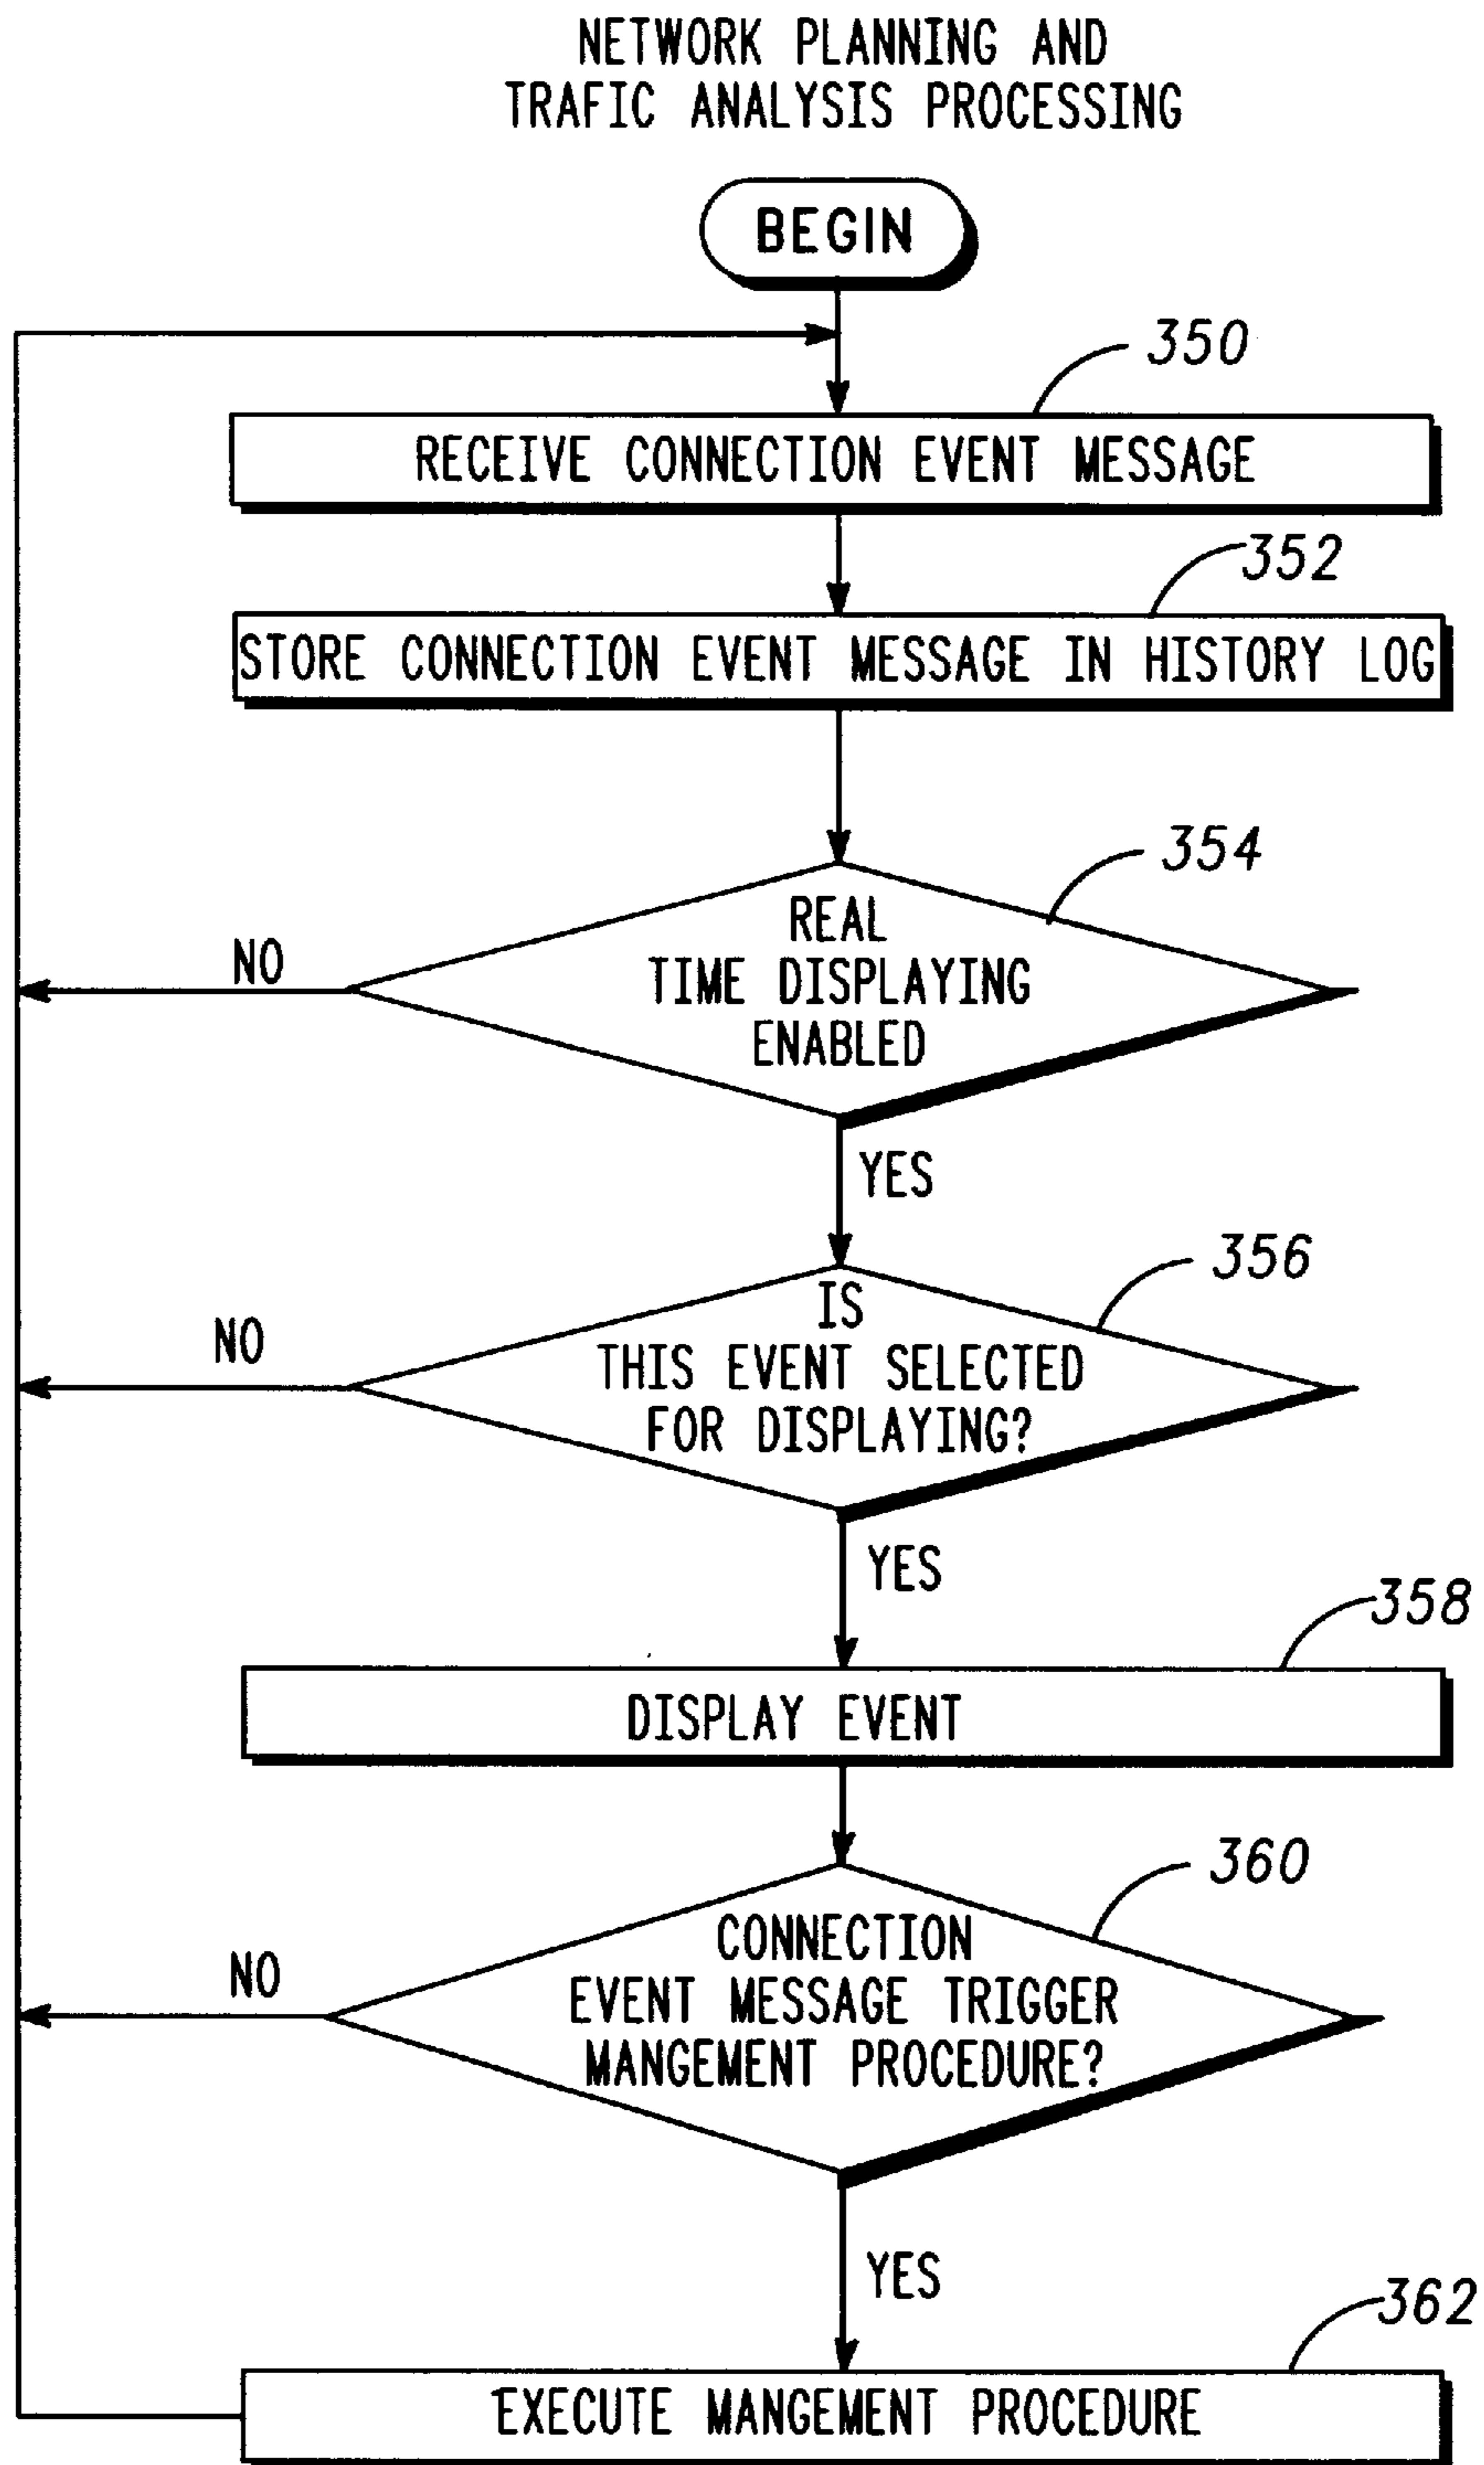 NETWORK PLANNING AND
TRAFIC ANALYSIS PROCESSING
BEGIN
350
RECEIVE CONNECTION EVENT MESSAGE
352
STORE CONNECTION EVENT MESSAGE IN HISTORY LOG
354
REAL
TIME DISPLAYING
ENABLED
NO
YES
356
IS
THIS EVENT SELECTED
FOR DISPLAYING?
NO
YES
358
DISPLAY EVENT
360
CONNECTION
EVENT MESSAGE TRIGGER
MANGEMENT PROCEDURE?
NO
YES
362
EXECUTE MANGEMENT PROCEDURE